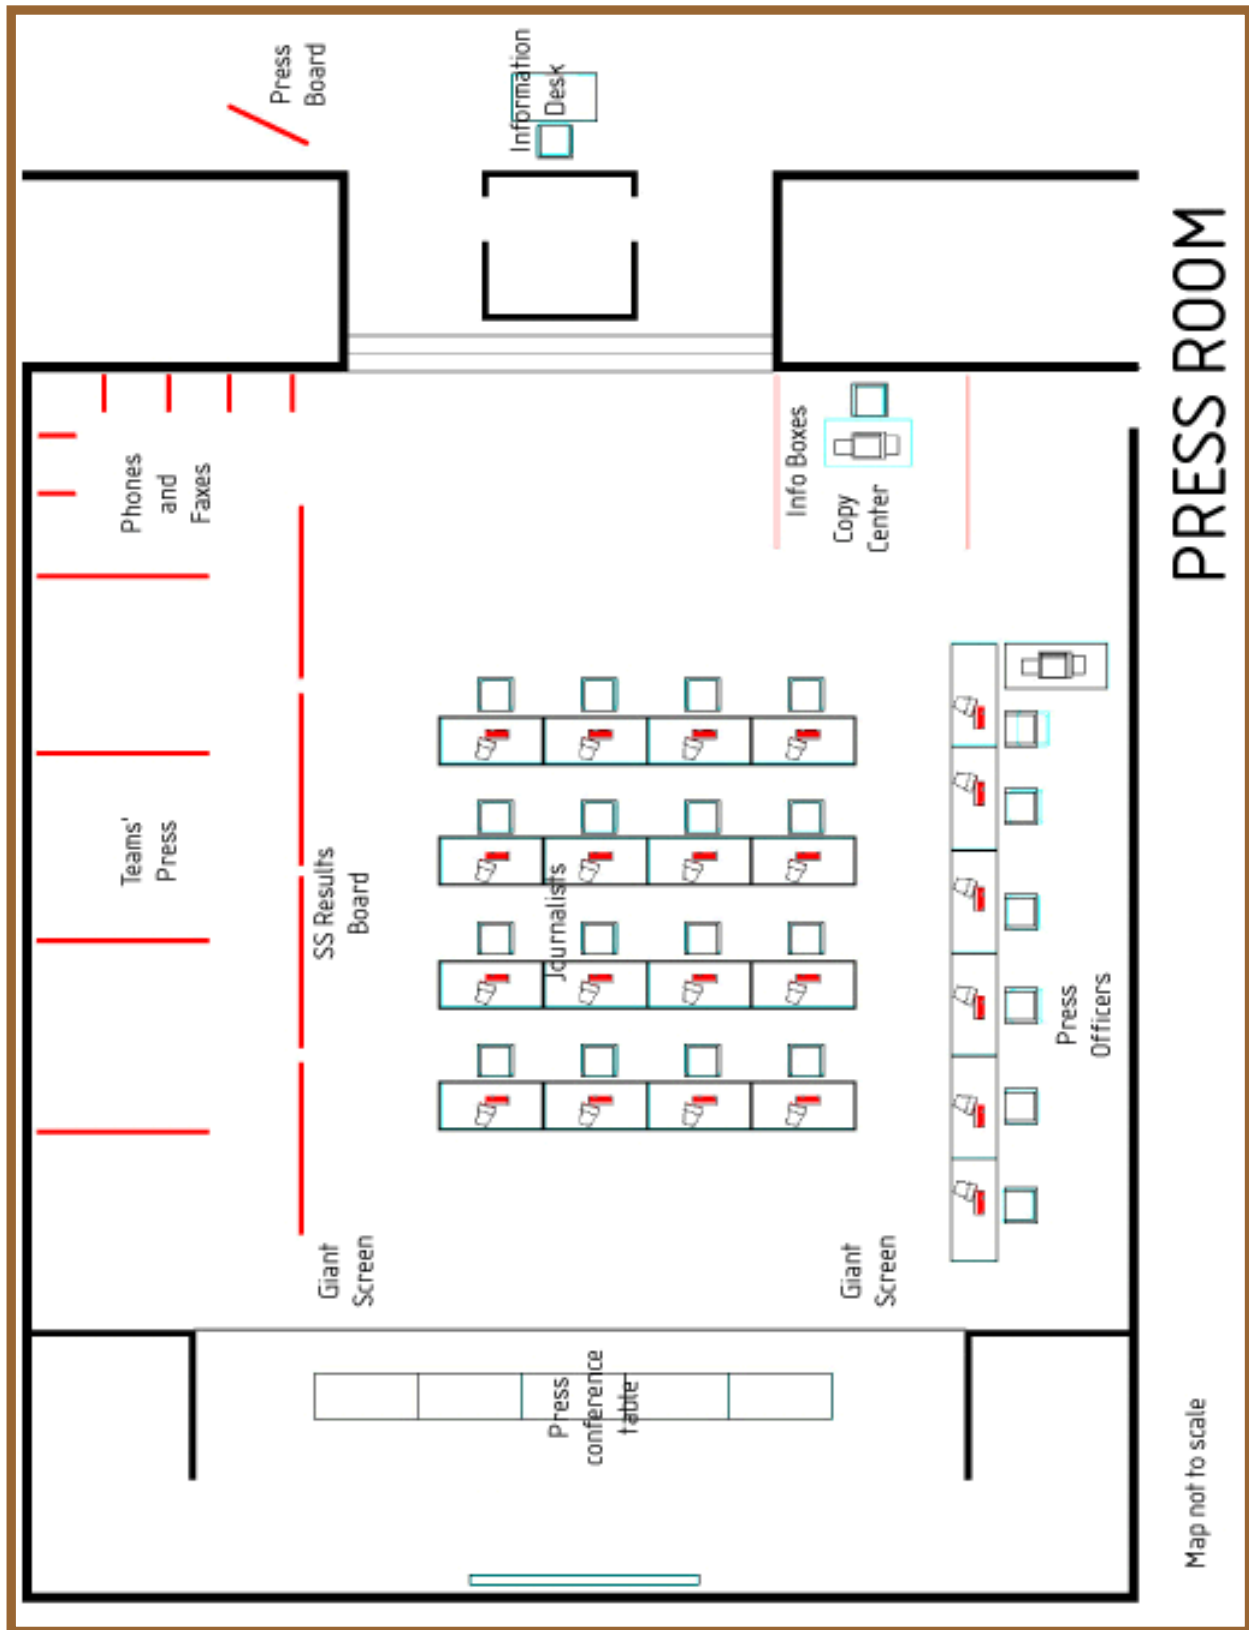 PRESS ROOM
Press
Board
Information
Desk
Phones
and
Faxes
Info Boxes
Copy
Center
Teams'
Press
SS Results
Board
Journalists
Press
Officers
Giant
Screen
Giant
Screen
Press
conference
table
Map not to scale